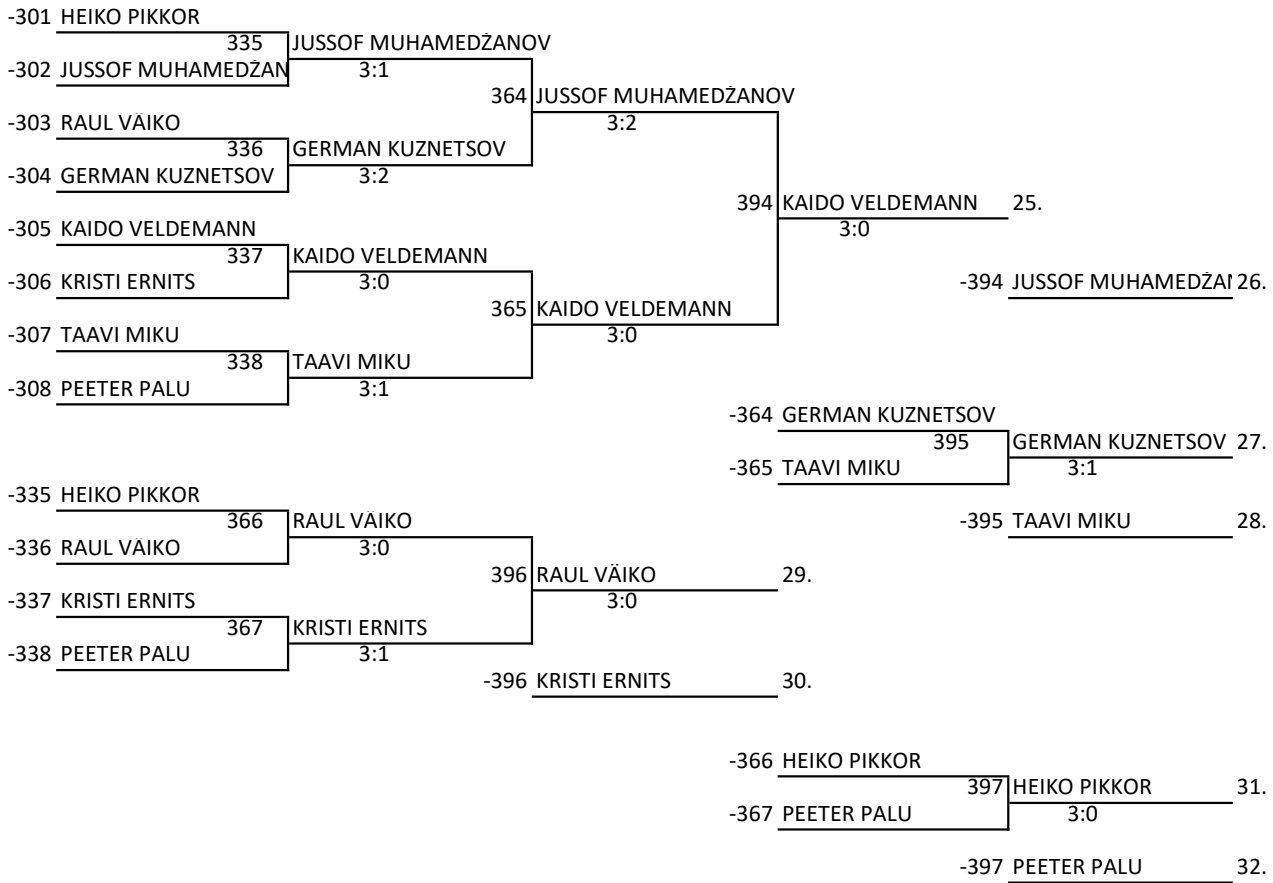 -301 HEIKO PIKKOR
335 JUSSOF MUHAMEDŽANOV
-302 JUSSOF MUHAMEDŽAN 3:1
364 JUSSOF MUHAMEDŽANOV
-303 RAUL VÄIKO 3:2
336 GERMAN KUZNETSOV
-304 GERMAN KUZNETSOV 3:2
394 KAIDO VELDEMANN 25.
-305 KAIDO VELDEMANN 3:0
337 KAIDO VELDEMANN
-306 KRISTI ERNITS 3:0 -394 JUSSOF MUHAMEDŽAN 26.
365 KAIDO VELDEMANN
-307 TAAVI MIKU 3:0
338 TAAVI MIKU
-308 PEETER PALU 3:1
-364 GERMAN KUZNETSOV
395 GERMAN KUZNETSOV 27.
-365 TAAVI MIKU 3:1
-335 HEIKO PIKKOR
366 RAUL VÄIKO -395 TAAVI MIKU 28.
-336 RAUL VÄIKO 3:0
396 RAUL VÄIKO 29.
-337 KRISTI ERNITS 3:0
367 KRISTI ERNITS
-338 PEETER PALU 3:1
-396 KRISTI ERNITS 30.
-366 HEIKO PIKKOR
397 HEIKO PIKKOR 31.
-367 PEETER PALU 3:0
-397 PEETER PALU 32.